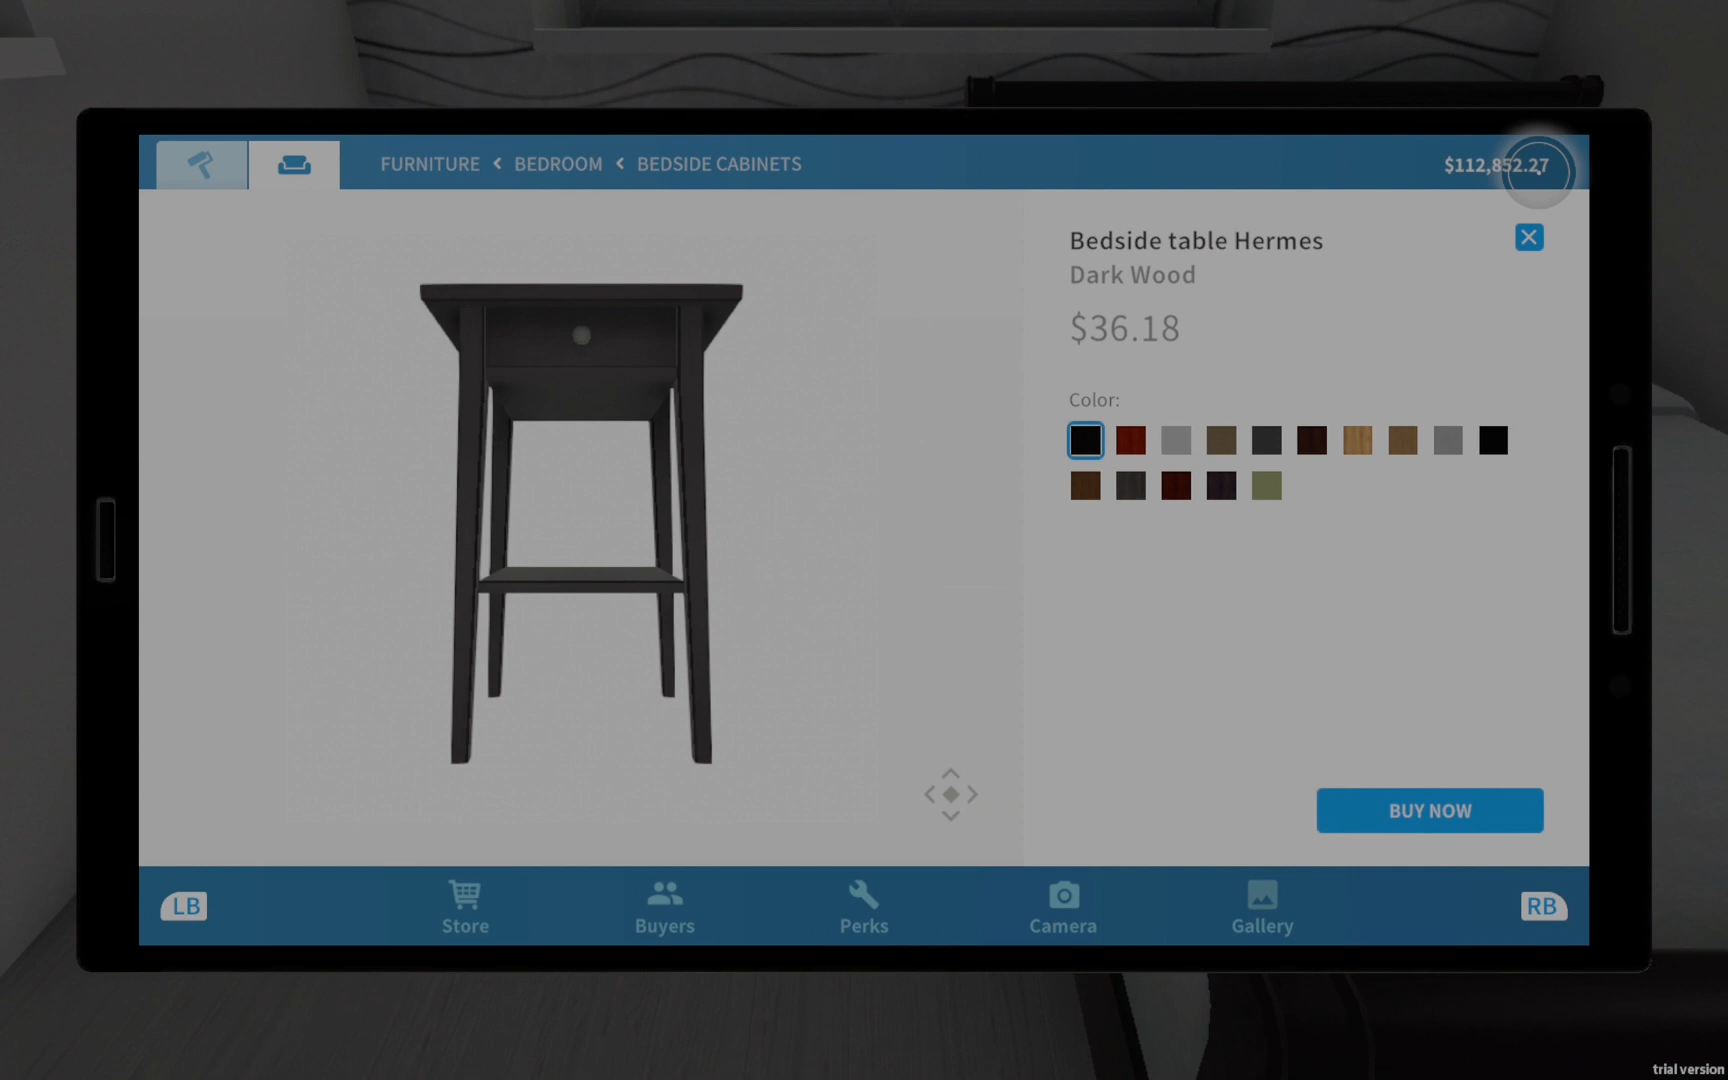 FURNITURE < BEDROOM < BEDSIDE CABINETS
$112,852.27
Bedside table Hermes
Dark Wood
$36.18
Color:
BUY NOW
LB
Store
Buyers
Perks
Camera
Gallery
RB
trial version